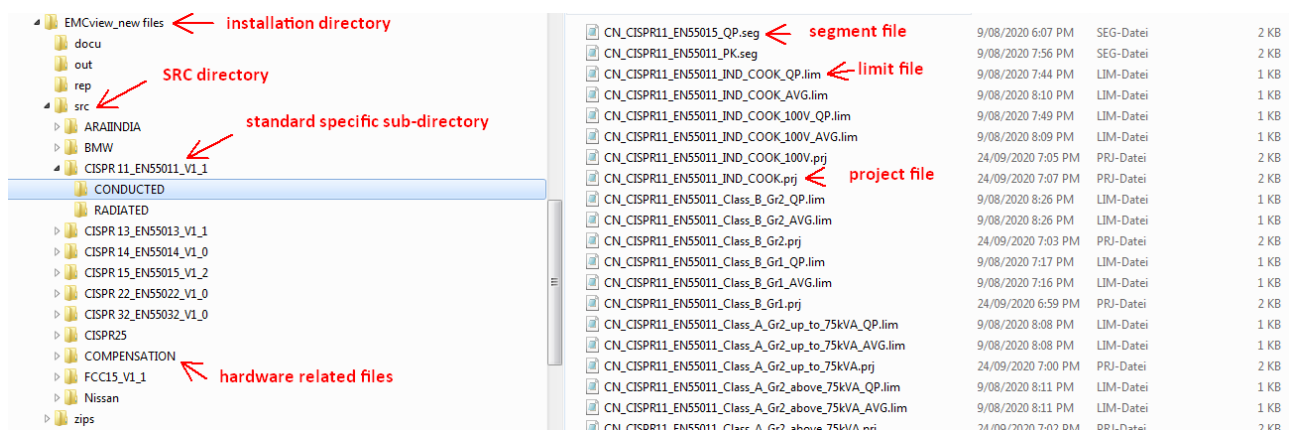 EMCview_new files installation directory
docu
out
rep
SRC directory
src
ARAIINDIA
standard specific sub-directory
BMW
CISPR 11_EN55011_V1_1
CONDUCTED
RADIATED
CISPR 13_EN55013_V1_1
CISPR 14_EN55014_V1_0
CISPR 15_EN55015_V1_2
CISPR 22_EN55022_V1_0
CISPR 32_EN55032_V1_0
CISPR25
COMPENSATION
FCC15_V1_1 hardware related files
Nissan
zips
CN_CISPR11_EN55015_QP.seg segment file 9/08/2020 6:07 PM SEG-Datei 2 KB
CN_CISPR11_EN55011_PK.seg 9/08/2020 7:56 PM SEG-Datei 2 KB
CN_CISPR11_EN55011_IND_COOK_QP.lim limit file 9/08/2020 7:44 PM LIM-Datei 1 KB
CN_CISPR11_EN55011_IND_COOK_AVG.lim 9/08/2020 8:10 PM LIM-Datei 1 KB
CN_CISPR11_EN55011_IND_COOK_100V_QP.lim 9/08/2020 7:49 PM LIM-Datei 1 KB
CN_CISPR11_EN55011_IND_COOK_100V_AVG.lim 9/08/2020 8:09 PM LIM-Datei 1 KB
CN_CISPR11_EN55011_IND_COOK_100V.prj 24/09/2020 7:05 PM PRJ-Datei 2 KB
CN_CISPR11_EN55011_IND_COOK.prj project file 24/09/2020 7:07 PM PRJ-Datei 2 KB
CN_CISPR11_EN55011_Class_B_Gr2_QP.lim 9/08/2020 8:26 PM LIM-Datei 1 KB
CN_CISPR11_EN55011_Class_B_Gr2_AVG.lim 9/08/2020 8:26 PM LIM-Datei 1 KB
CN_CISPR11_EN55011_Class_B_Gr2.prj 24/09/2020 7:03 PM PRJ-Datei 2 KB
CN_CISPR11_EN55011_Class_B_Gr1_QP.lim 9/08/2020 7:17 PM LIM-Datei 1 KB
CN_CISPR11_EN55011_Class_B_Gr1_AVG.lim 9/08/2020 7:16 PM LIM-Datei 1 KB
CN_CISPR11_EN55011_Class_B_Gr1.prj 24/09/2020 6:59 PM PRJ-Datei 2 KB
CN_CISPR11_EN55011_Class_A_Gr2_up_to_75kVA_QP.lim 9/08/2020 8:08 PM LIM-Datei 1 KB
CN_CISPR11_EN55011_Class_A_Gr2_up_to_75kVA_AVG.lim 9/08/2020 8:08 PM LIM-Datei 1 KB
CN_CISPR11_EN55011_Class_A_Gr2_up_to_75kVA.prj 24/09/2020 7:00 PM PRJ-Datei 2 KB
CN_CISPR11_EN55011_Class_A_Gr2_above_75kVA_QP.lim 9/08/2020 8:11 PM LIM-Datei 1 KB
CN_CISPR11_EN55011_Class_A_Gr2_above_75kVA_AVG.lim 9/08/2020 8:11 PM LIM-Datei 1 KB
CN_CISPR11_EN55011_Class_A_Gr2_above_75kVA.prj 24/09/2020 7:02 PM PRJ-Datei 2 KB